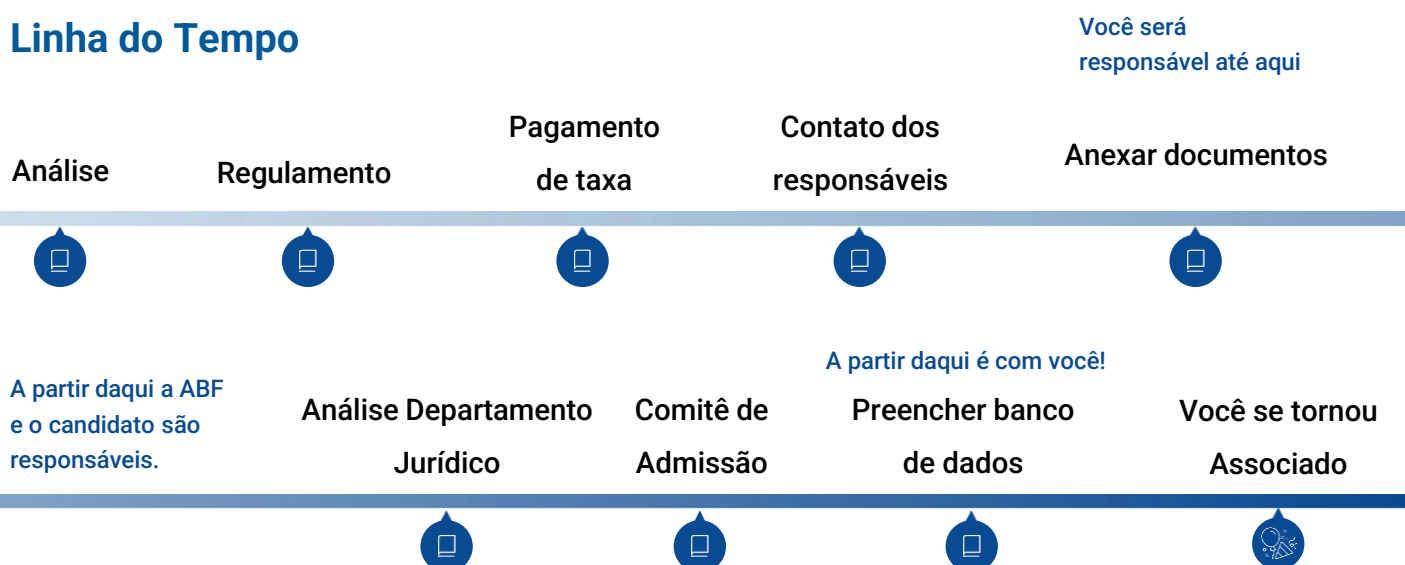 Linha do Tempo
Você será
responsável até aqui
Análise
Regulamento
Pagamento
de taxa
Contato dos
responsáveis
Anexar documentos
A partir daqui a ABF
e o candidato são
responsáveis.
Análise Departamento
Jurídico
Comitê de
Admissão
A partir daqui é com você!
Preencher banco
de dados
Você se tornou
Associado